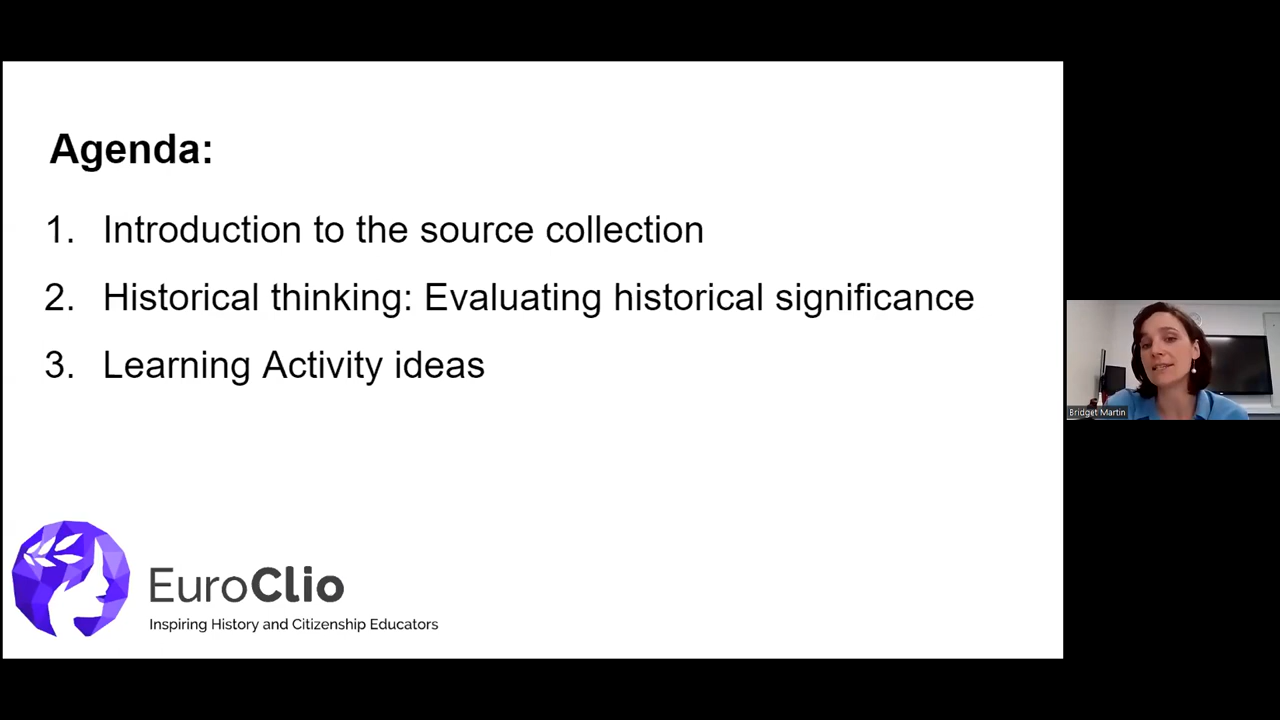 Agenda:
1. Introduction to the source collection
2. Historical thinking: Evaluating historical significance
3. Learning Activity ideas
EuroClio
Inspiring History and Citizenship Educators
Bridget Martin